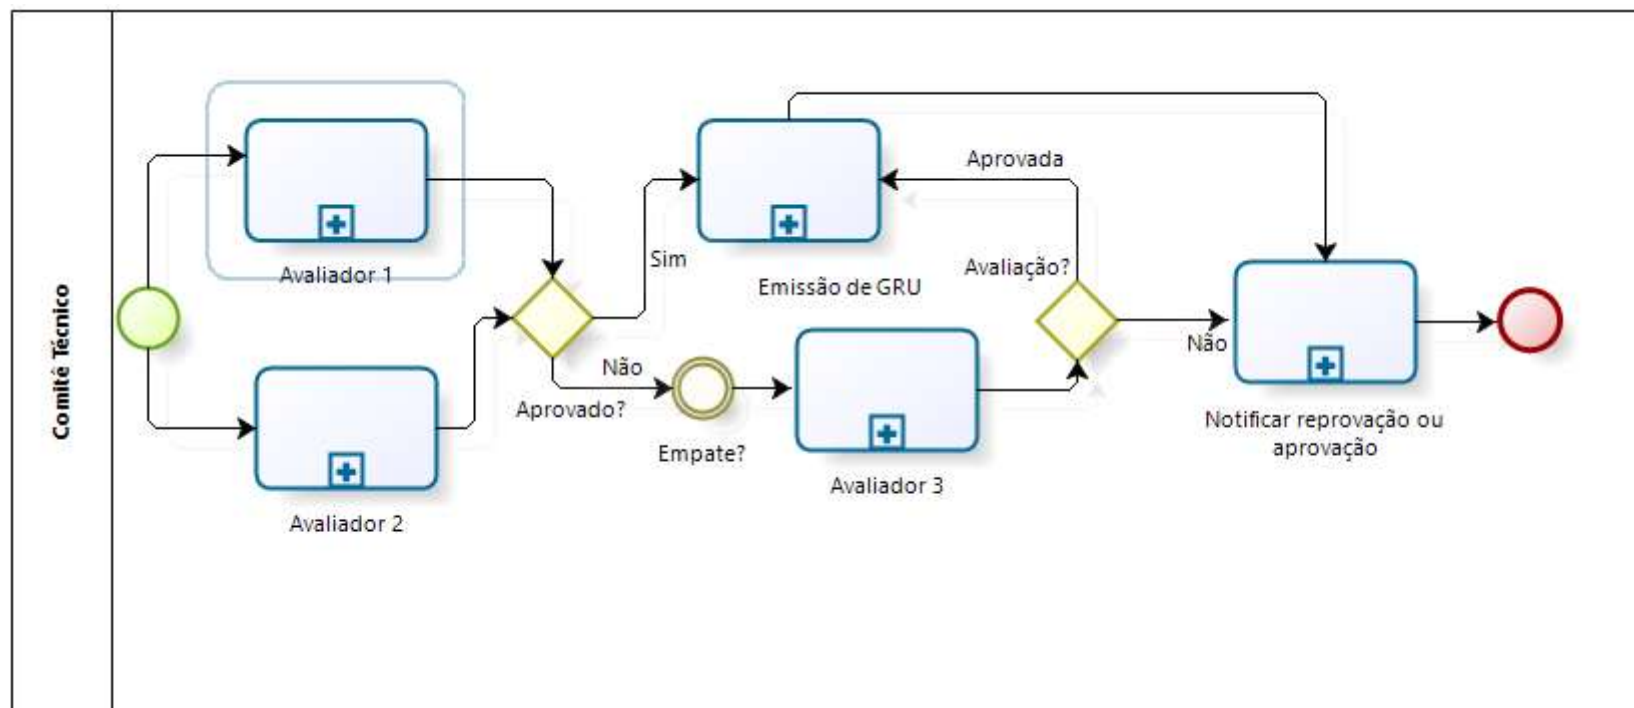 Comitê Técnico
Avaliador 1
Avaliador 2
Aprovado?
Sim
Não
Emissão de GRU
Empate?
Avaliador 3
Aprovada
Avaliação?
Não
Notificar reprovação ou
aprovação